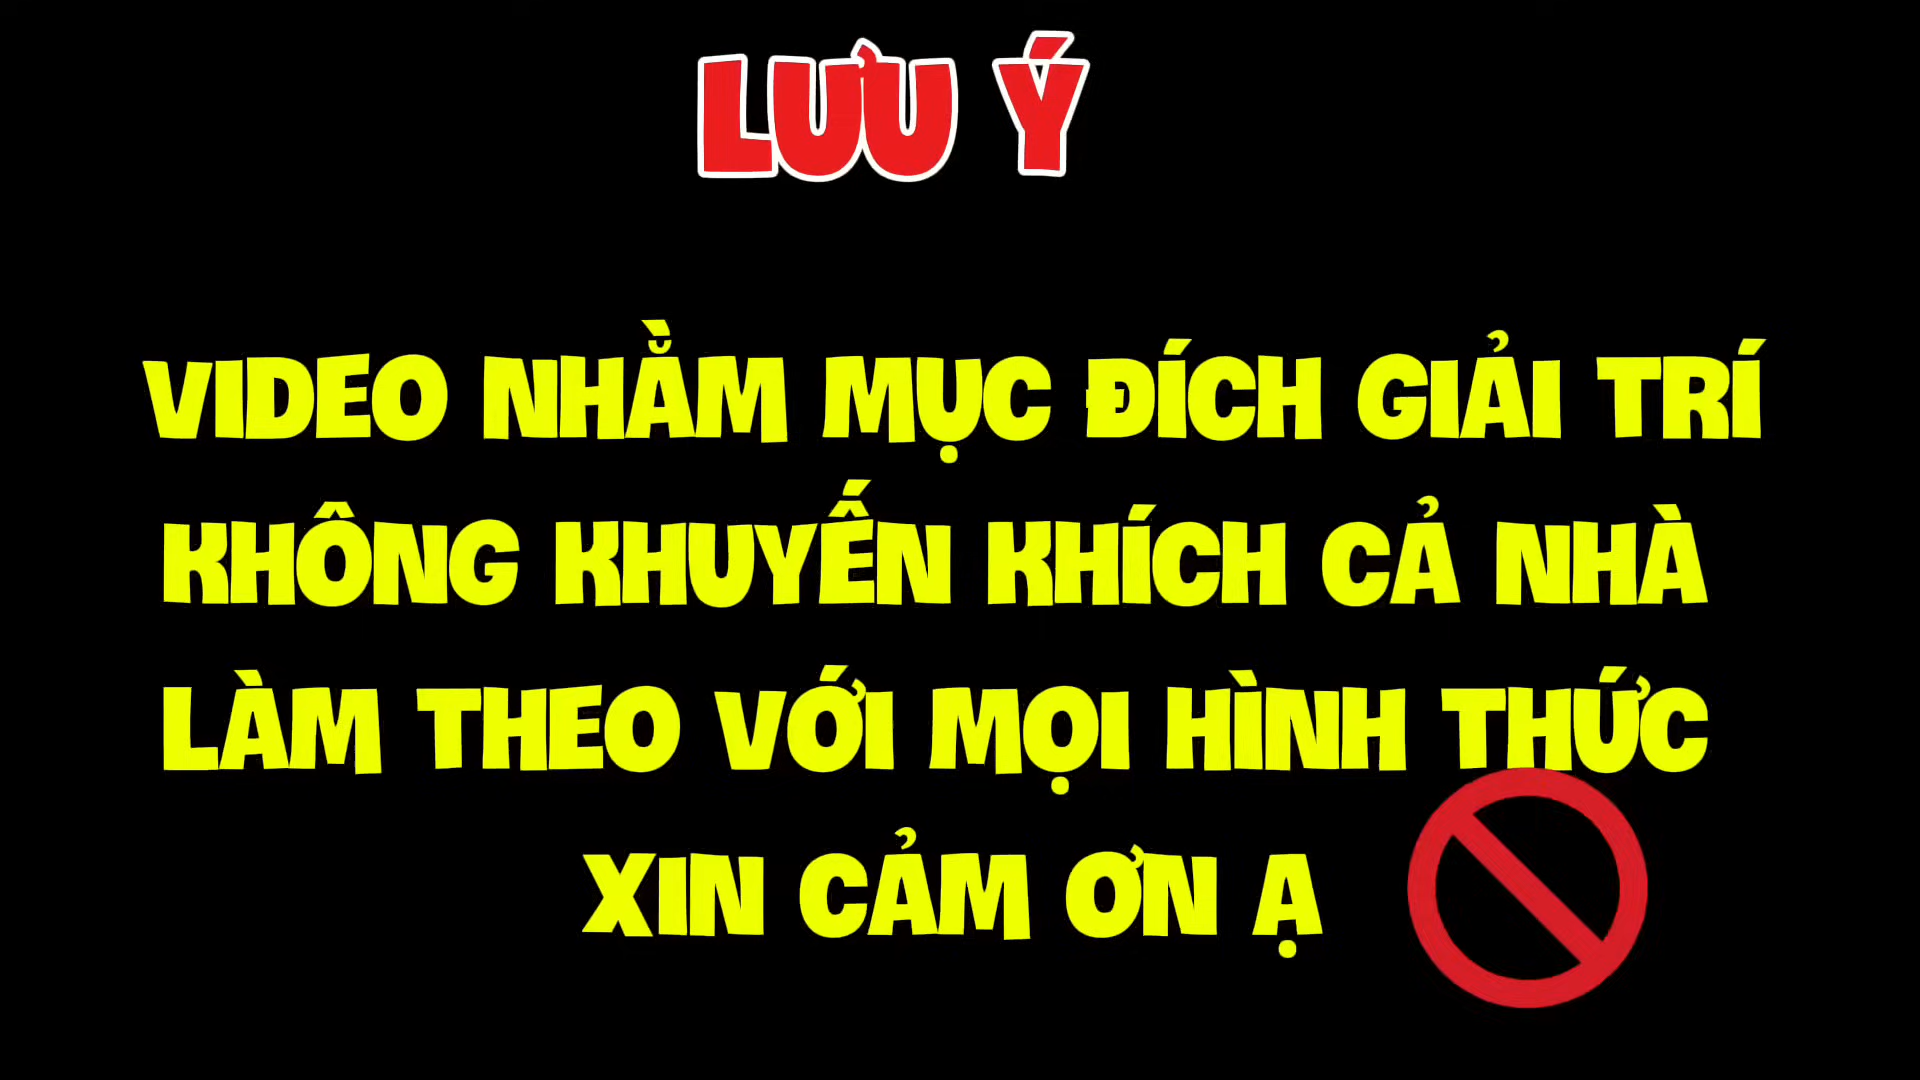 LƯU Ý
VIDEO NHẰM MỤC ĐÍCH GIẢI TRÍ
KHÔNG KHUYẾN KHÍCH CẢ NHÀ
LÀM THEO VỚI MỌI HÌNH THỨC
XIN CẢM ƠN Ạ